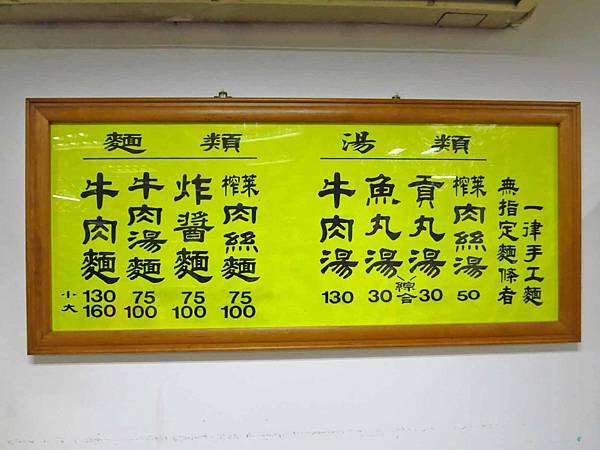 麵類
牛肉麵
小 130
大 160
牛肉湯麵
75
100
炸醬麵
75
100
榨菜肉絲麵
75
100
湯類
牛肉湯
130
魚丸湯
30
綜合
貢丸湯
30
榨菜肉絲湯
50
無指定麵條者
一律手工麵